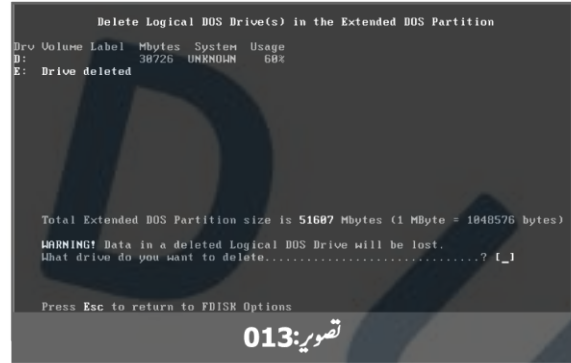 Delete Logical DOS Drive(s) in the Extended DOS Partition
Drv Volume Label Mbytes System Usage
D: 30726 UNKNOWN 60%
E: Drive deleted
Total Extended DOS Partition size is 51607 Mbytes (1 MByte = 1048576 bytes)
WARNING! Data in a deleted Logical DOS Drive will be lost.
What drive do you want to delete...............................? [_]
Press Esc to return to FDISK Options
تصویر:013